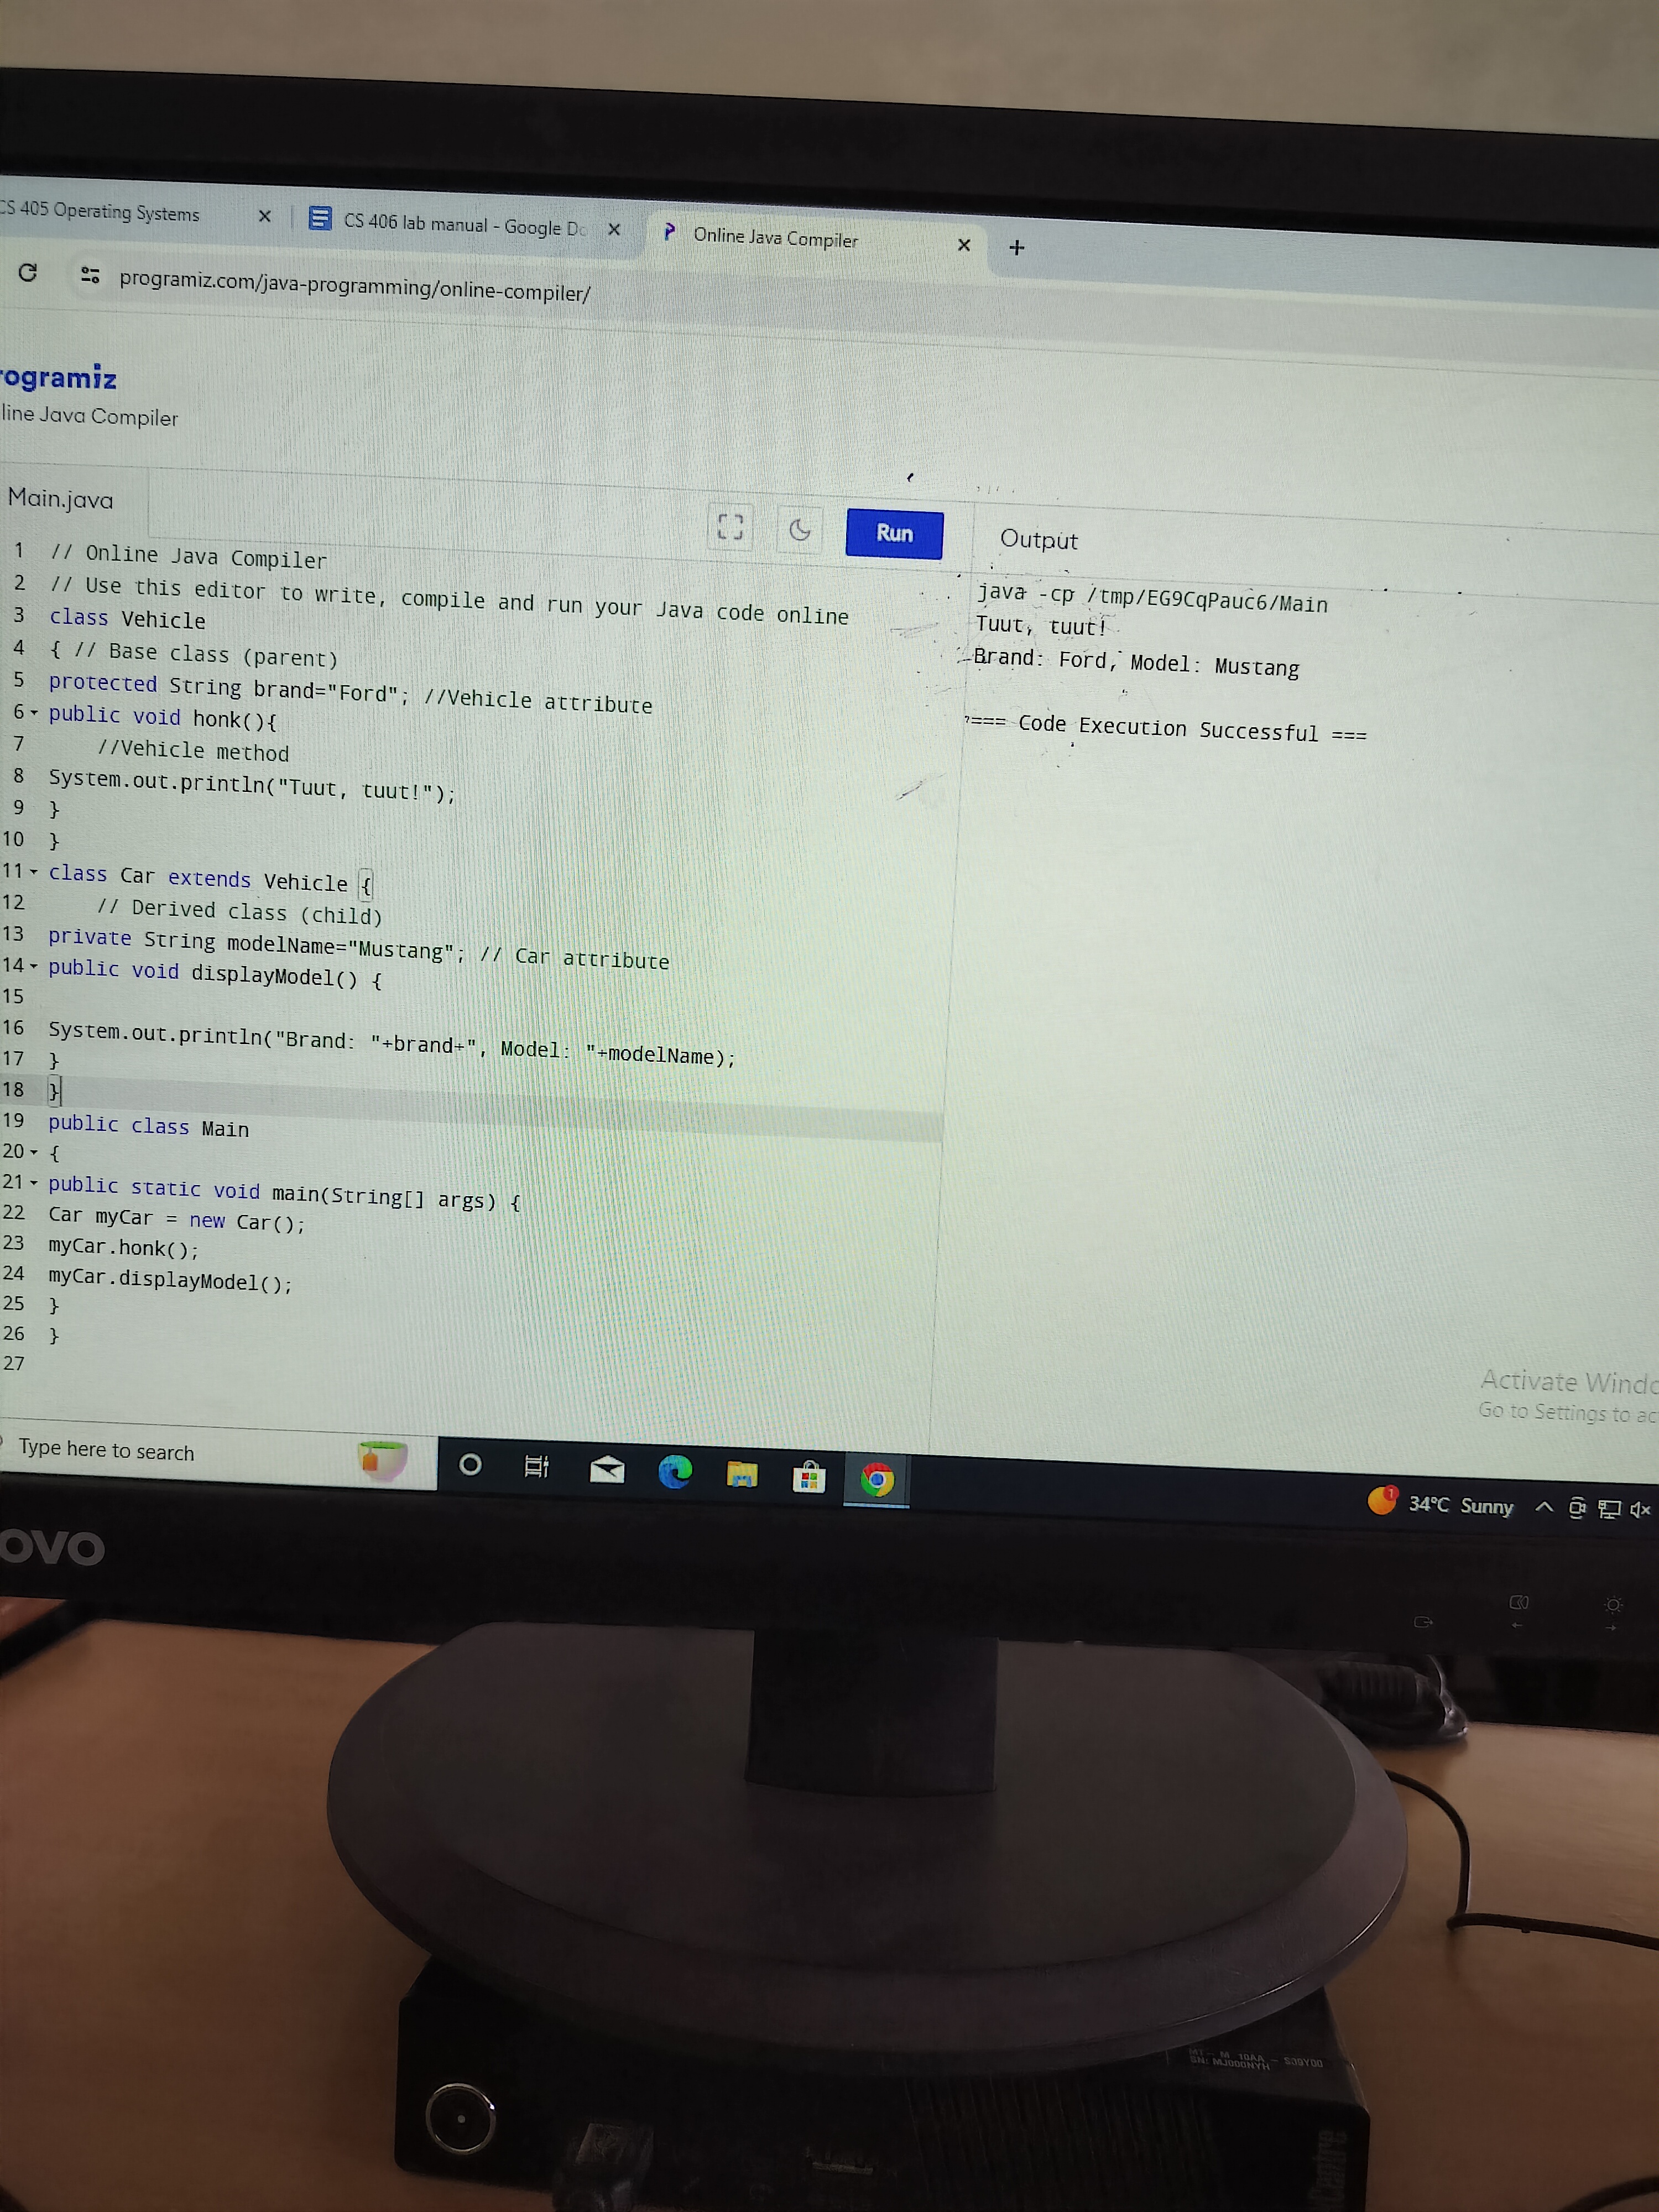 CS 405 Operating Systems
CS 406 lab manual - Google Do
Online Java Compiler
programiz.com/java-programming/online-compiler/
rogramiz
line Java Compiler
Main.java
Run
Output
1 // Online Java Compiler
2 // Use this editor to write, compile and run your Java code online
3 class Vehicle
4 { // Base class (parent)
5 protected String brand="Ford"; //Vehicle attribute
6 public void honk(){
7 //Vehicle method
8 System.out.println("Tuut, tuut!");
9 }
10 }
11 class Car extends Vehicle {
12 // Derived class (child)
13 private String modelName="Mustang"; // Car attribute
14 public void displayModel() {
15
16 System.out.println("Brand: "+brand+", Model: "+modelName);
17 }
18 }
19 public class Main
20 {
21 public static void main(String[] args) {
22 Car myCar = new Car();
23 myCar.honk();
24 myCar.displayModel();
25 }
26 }
27
java -cp /tmp/EG9CqPauc6/Main
Tuut, tuut!
Brand: Ford, Model: Mustang
=== Code Execution Successful ===
Activate Windo
Go to Settings to ac
Type here to search
1
34°C Sunny
OVO